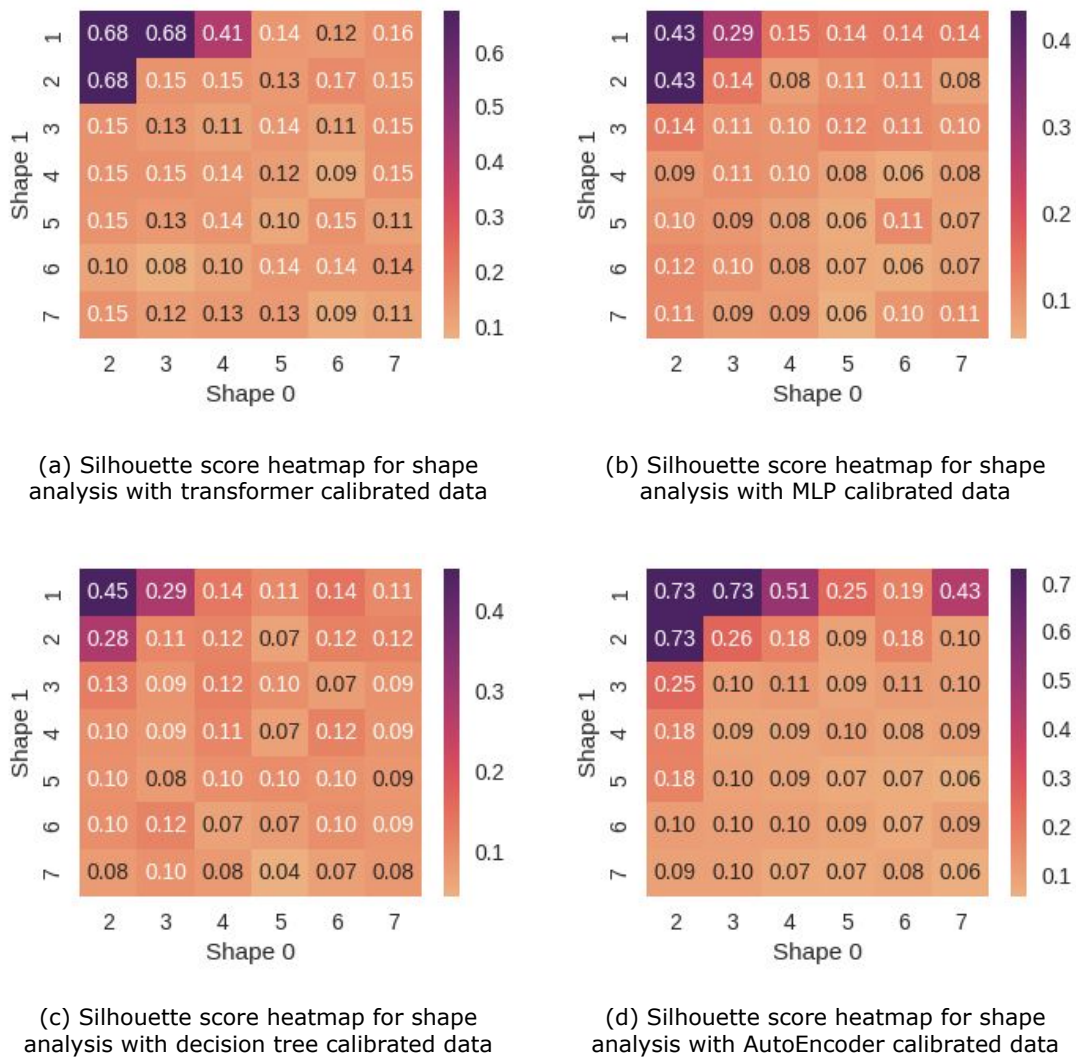 1 0.68 0.68 0.41 0.14 0.12 0.16
2 0.68 0.15 0.15 0.13 0.17 0.15
3 0.15 0.13 0.11 0.14 0.11 0.15
4 0.15 0.15 0.14 0.12 0.09 0.15
5 0.15 0.13 0.14 0.10 0.15 0.11
6 0.10 0.08 0.10 0.14 0.14 0.14
7 0.15 0.12 0.13 0.13 0.09 0.11
2 3 4 5 6 7
Shape 0
Shape 1
0.6
0.5
0.4
0.3
0.2
0.1
(a) Silhouette score heatmap for shape
analysis with transformer calibrated data
1 0.43 0.29 0.15 0.14 0.14 0.14
2 0.43 0.14 0.08 0.11 0.11 0.08
3 0.14 0.11 0.10 0.12 0.11 0.10
4 0.09 0.11 0.10 0.08 0.06 0.08
5 0.10 0.09 0.08 0.06 0.11 0.07
6 0.12 0.10 0.08 0.07 0.06 0.07
7 0.11 0.09 0.09 0.06 0.10 0.11
2 3 4 5 6 7
Shape 0
Shape 1
0.4
0.3
0.2
0.1
(b) Silhouette score heatmap for shape
analysis with MLP calibrated data
1 0.45 0.29 0.14 0.11 0.14 0.11
2 0.28 0.11 0.12 0.07 0.12 0.12
3 0.13 0.09 0.12 0.10 0.07 0.09
4 0.10 0.09 0.11 0.07 0.12 0.09
5 0.10 0.08 0.10 0.10 0.10 0.09
6 0.10 0.12 0.07 0.07 0.10 0.09
7 0.08 0.10 0.08 0.04 0.07 0.08
2 3 4 5 6 7
Shape 0
Shape 1
0.4
0.3
0.2
0.1
(c) Silhouette score heatmap for shape
analysis with decision tree calibrated data
1 0.73 0.73 0.51 0.25 0.19 0.43
2 0.73 0.26 0.18 0.09 0.18 0.10
3 0.25 0.10 0.11 0.09 0.11 0.10
4 0.18 0.09 0.09 0.10 0.08 0.09
5 0.18 0.10 0.09 0.07 0.07 0.06
6 0.10 0.10 0.10 0.09 0.07 0.09
7 0.09 0.10 0.07 0.07 0.08 0.06
2 3 4 5 6 7
Shape 0
Shape 1
0.7
0.6
0.5
0.4
0.3
0.2
0.1
(d) Silhouette score heatmap for shape
analysis with AutoEncoder calibrated data